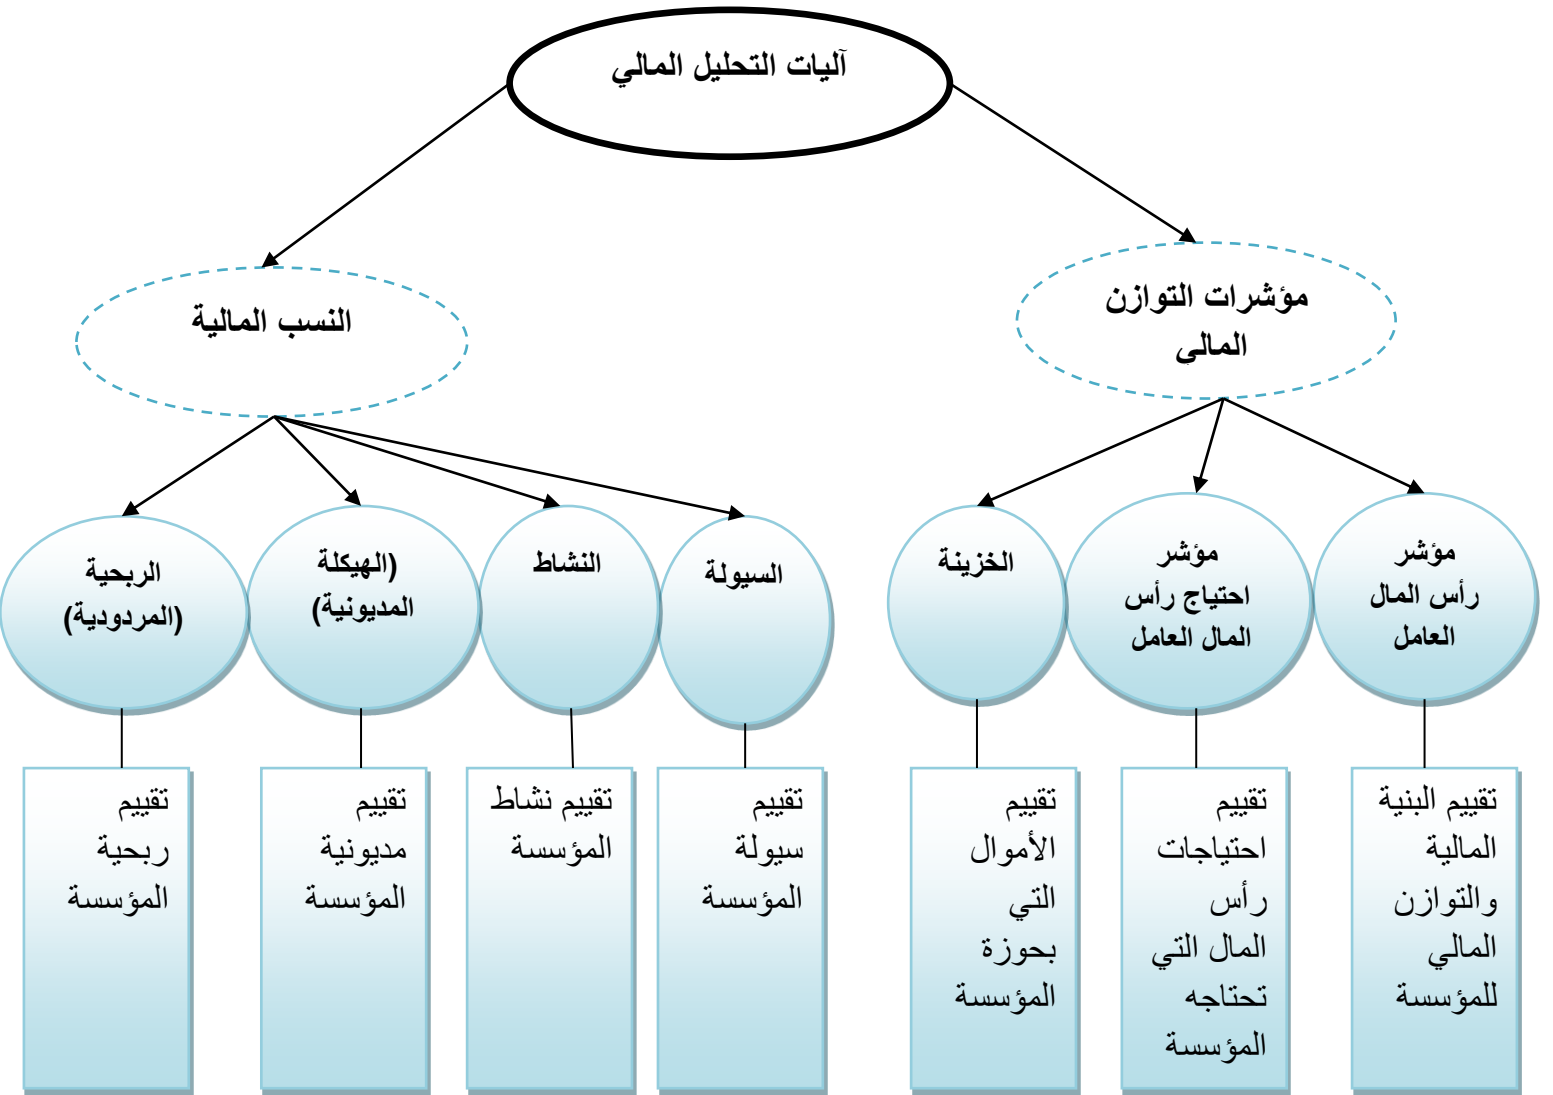 آليات التحليل المالي
مؤشرات التوازن
المالى
النسب المالية
مؤشر
رأس المال
العامل
مؤشر
احتياج رأس
المال العامل
الخزينة
السيولة
النشاط
(الهيكلة
المديونية)
الربحية
(المردودية)
تقييم البنية
المالية
والتوازن
المالي
للمؤسسة
تقييم
احتياجات
رأس
المال التي
تحتاجه
المؤسسة
تقييم
الأموال
التي
بحوزة
المؤسسة
تقييم
سيولة
المؤسسة
تقييم نشاط
المؤسسة
تقييم
مديونية
المؤسسة
تقييم
ربحية
المؤسسة